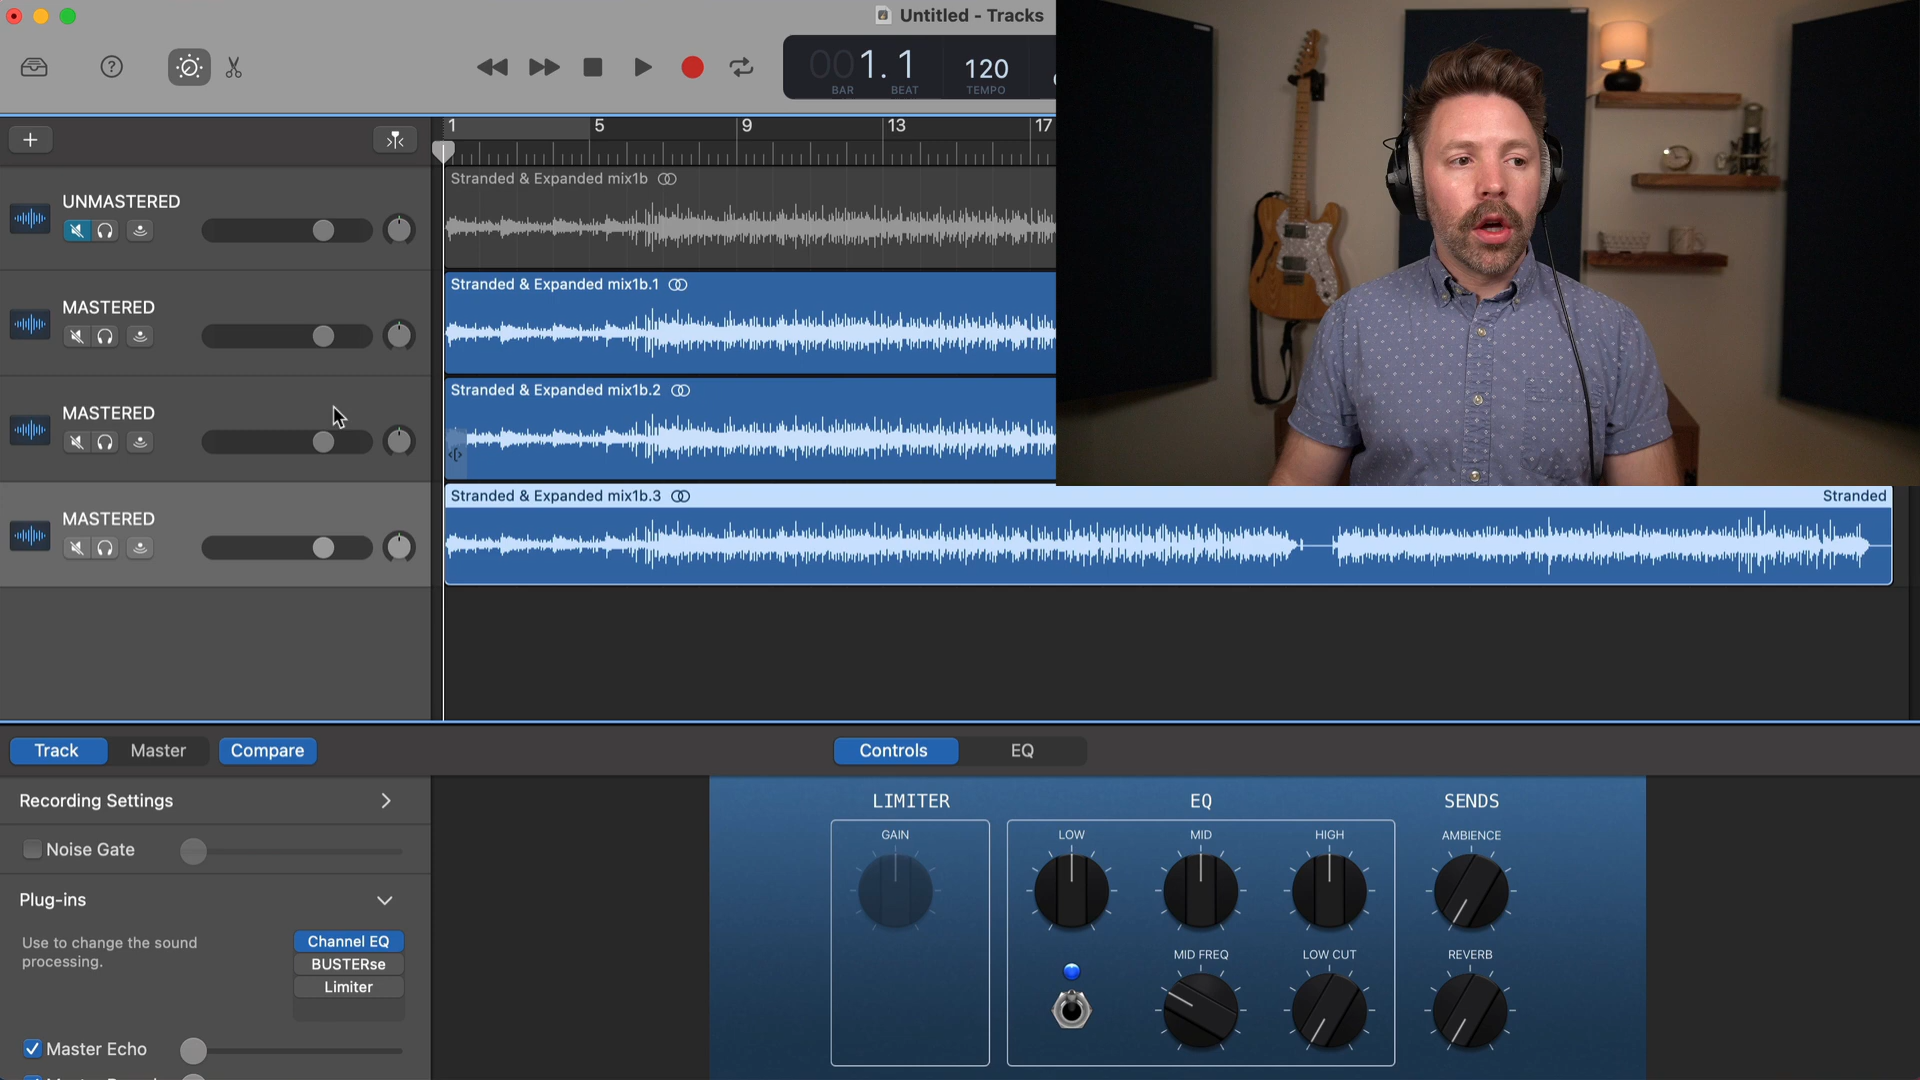 Untitled - Tracks
001. 1
120
BAR
BEAT
TEMPO
1
5
9
13
17
UNMASTERED
Stranded & Expanded mix1b
MASTERED
Stranded & Expanded mix1b.1
MASTERED
Stranded & Expanded mix1b.2
MASTERED
Stranded & Expanded mix1b.3
Stranded
Track
Master
Compare
Controls
EQ
Recording Settings
Noise Gate
Plug-ins
Use to change the sound
processing.
Channel EQ
BUSTERse
Limiter
Master Echo
LIMITER
EQ
SENDS
GAIN
LOW
MID
HIGH
AMBIENCE
MID FREQ
LOW CUT
REVERB